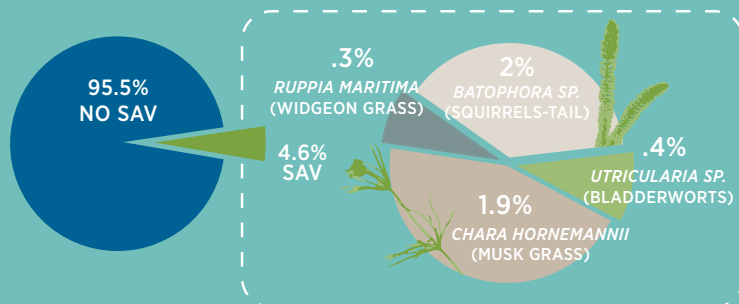 95.5%
NO SAV
4.6%
SAV
.3%
RUPPIA MARITIMA
(WIDGEON GRASS)
2%
BATOPHORA SP.
(SQUIRRELS-TAIL)
.4%
UTRICULARIA SP.
(BLADDERWORTS)
1.9%
CHARA HORNEMANNII
(MUSK GRASS)